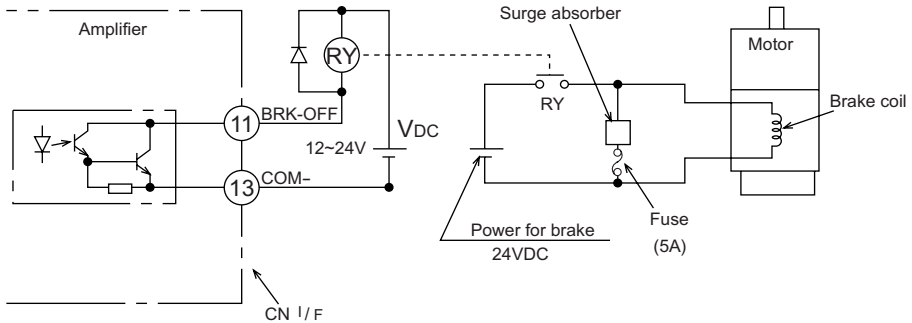 Amplifier
RY
11
BRK-OFF
VDC
12~24V
13
COM–
CN I/F
Surge absorber
RY
Fuse
(5A)
Power for brake
24VDC
Motor
Brake coil